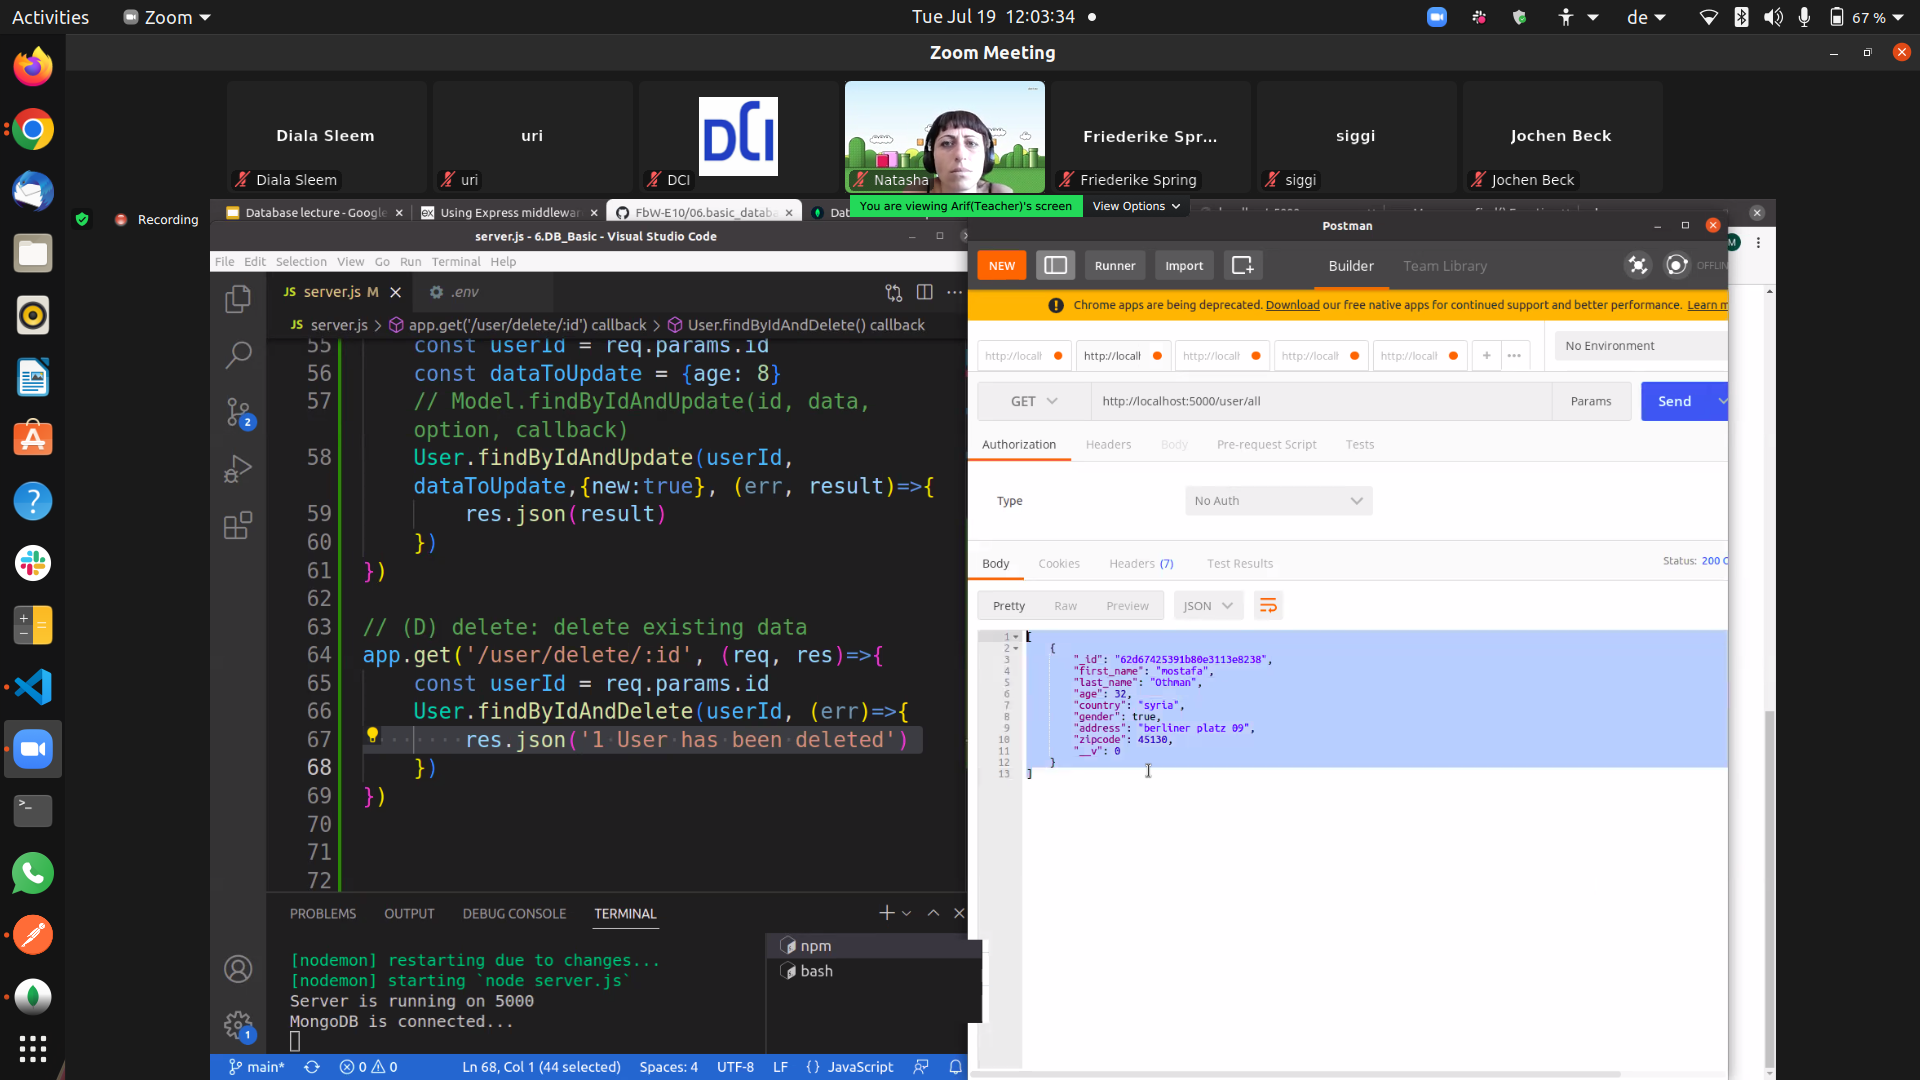 Activities
Zoom
Tue Jul 19 12:03:34
de
67 %
Zoom Meeting
Diala Sleem
uri
DCI
Friederike Spr...
siggi
Jochen Beck
Diala Sleem
uri
DCI
Natasha
Friederike Spring
siggi
Jochen Beck
Recording
You are viewing Arif(Teacher)'s screen
View Options
Database lecture - Google
Using Express middlewar
FbW-E10/06.basic_databa
Dat
server.js - 6.DB_Basic - Visual Studio Code
File Edit Selection View Go Run Terminal Help
JS server.js M
.env
JS server.js > app.get('/user/delete/:id') callback > User.findByIdAndDelete() callback
55 const userId = req.params.id
56 const dataToUpdate = {age: 8}
57 // Model.findByIdAndUpdate(id, data,
option, callback)
58 User.findByIdAndUpdate(userId,
dataToUpdate,{new:true}, (err, result)=>{
59 res.json(result)
60 })
61 })
62
63 // (D) delete: delete existing data
64 app.get('/user/delete/:id', (req, res)=>{
65 const userId = req.params.id
66 User.findByIdAndDelete(userId, (err)=>{
67 res.json('1 User has been deleted')
68 })
69 })
70
71
72
PROBLEMS OUTPUT DEBUG CONSOLE TERMINAL
[nodemon] restarting due to changes...
[nodemon] starting `node server.js`
Server is running on 5000
MongoDB is connected...
npm
bash
2
1
main* 0 0 Ln 68, Col 1 (44 selected) Spaces: 4 UTF-8 LF {} JavaScript
Postman
NEW Runner Import Builder Team Library OFFLIN
Chrome apps are being deprecated. Download our free native apps for continued support and better performance. Learn m
http://locall http://locall http://locall http://locall http://locall + ...
No Environment
GET http://localhost:5000/user/all Params Send
Authorization Headers Body Pre-request Script Tests
Type No Auth
Body Cookies Headers (7) Test Results Status: 200 O
Pretty Raw Preview JSON
1 [
2 {
3 "_id": "62d67425391b80e3113e8238",
4 "first_name": "mostafa",
5 "last_name": "Othman",
6 "age": 32,
7 "country": "syria",
8 "gender": true,
9 "address": "berliner platz 09",
10 "zipcode": 45130,
11 "__v": 0
12 }
13 ]